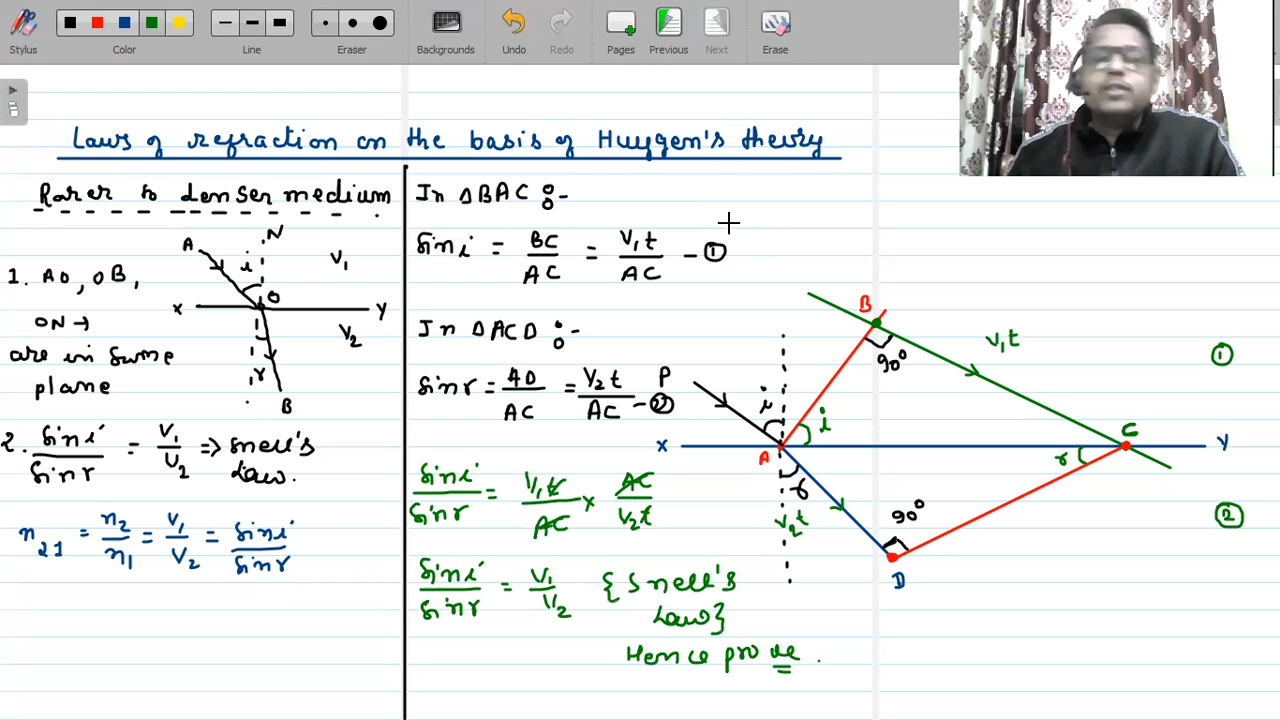 Stylus
Color
Line
Eraser
Backgrounds
Undo
Redo
Pages
Previous
Next
Erase
Laws of refraction on the basis of Huygen's theory
Rarer to denser medium
A
N
i
O
V₁
X
Y
V₂
r
B
1. AO, OB,
ON →
are in same
plane
2. sin i / sin r = V₁ / V₂ ⇒ Snell's
Law.
n₂₁ = n₂ / n₁ = V₁ / V₂ = sin i / sin r
In ΔBAC :-
sin i = BC / AC = V₁t / AC - ①
In ΔACD :-
sin r = AD / AC = V₂t / AC - ②
sin i / sin r = V₁t / AC × AC / V₂t
sin i / sin r = V₁ / V₂ {Snell's
Law}
Hence prove.
B
90°
V₁t
①
P
i
i
C
X
A
r
Y
r
V₂t
90°
②
D